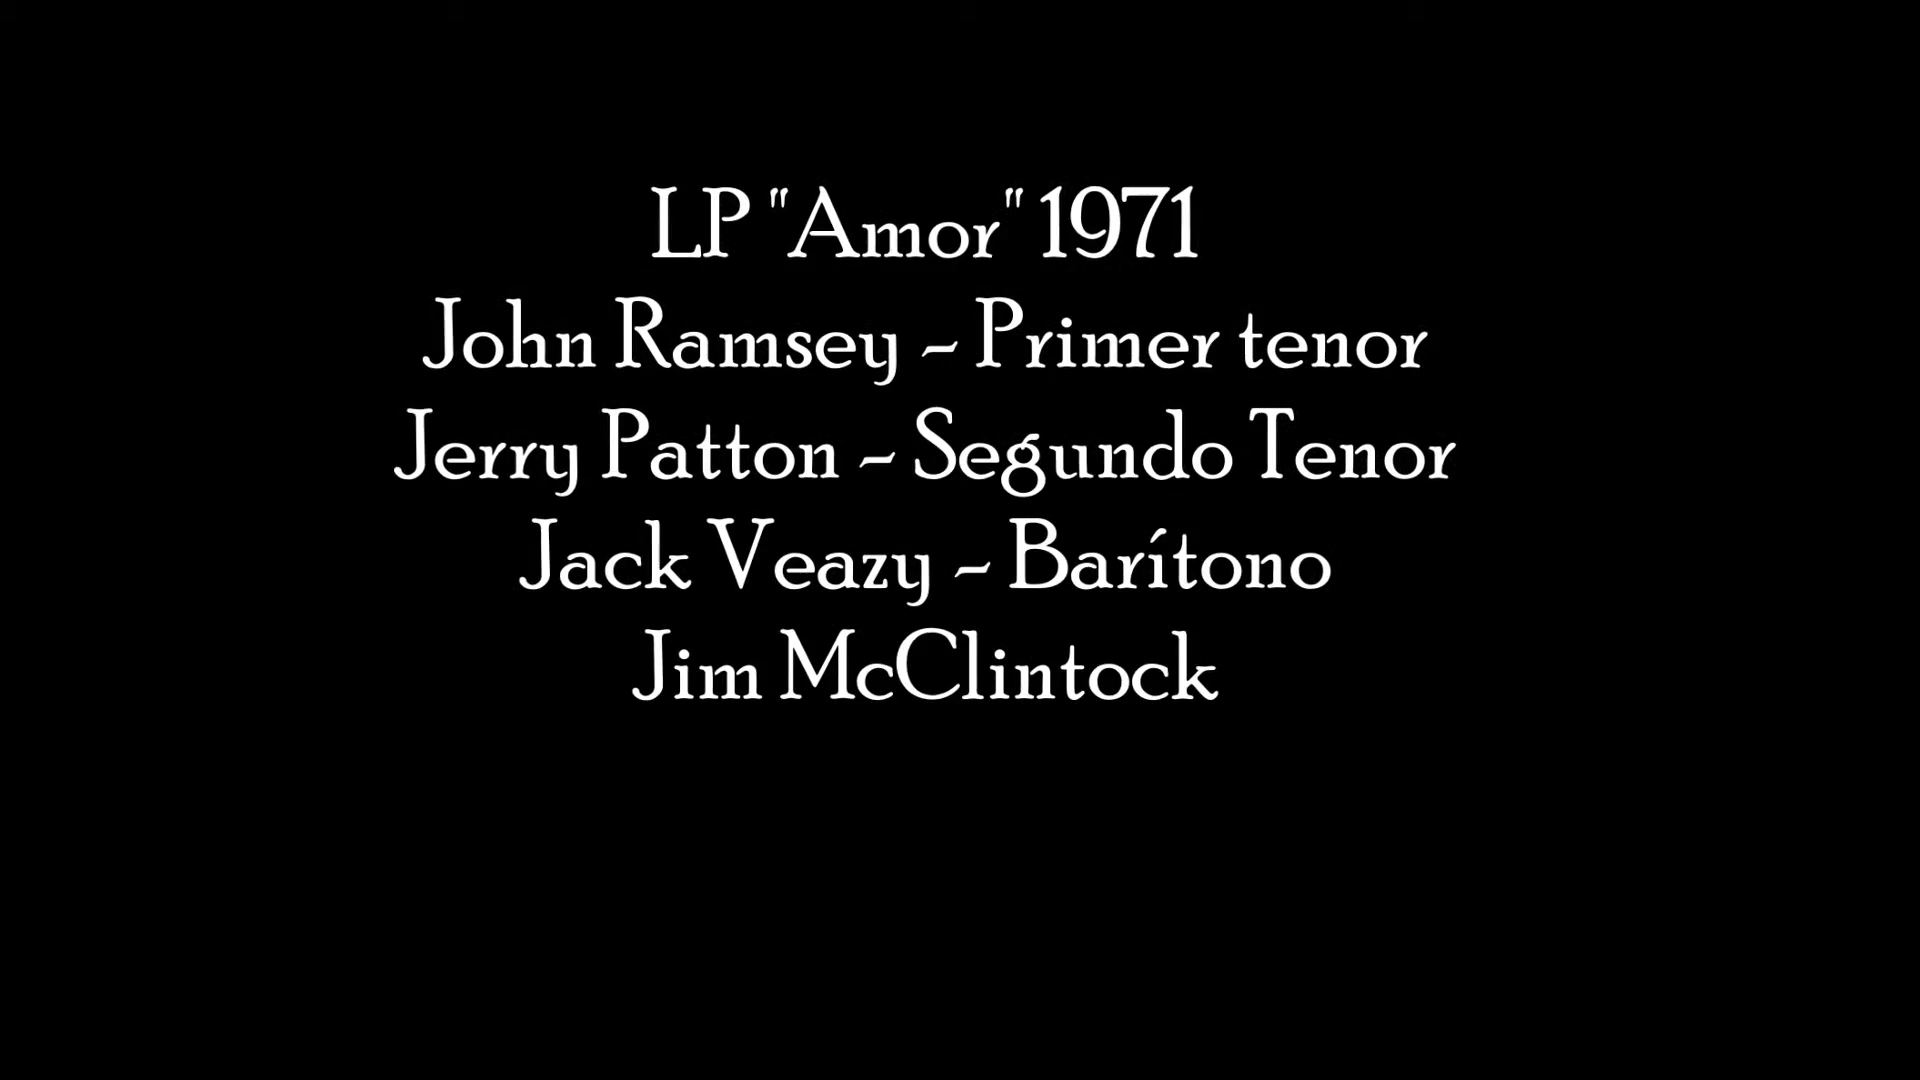 LP "Amor" 1971
John Ramsey - Primer tenor
Jerry Patton - Segundo Tenor
Jack Veazy - Barítono
Jim McClintock